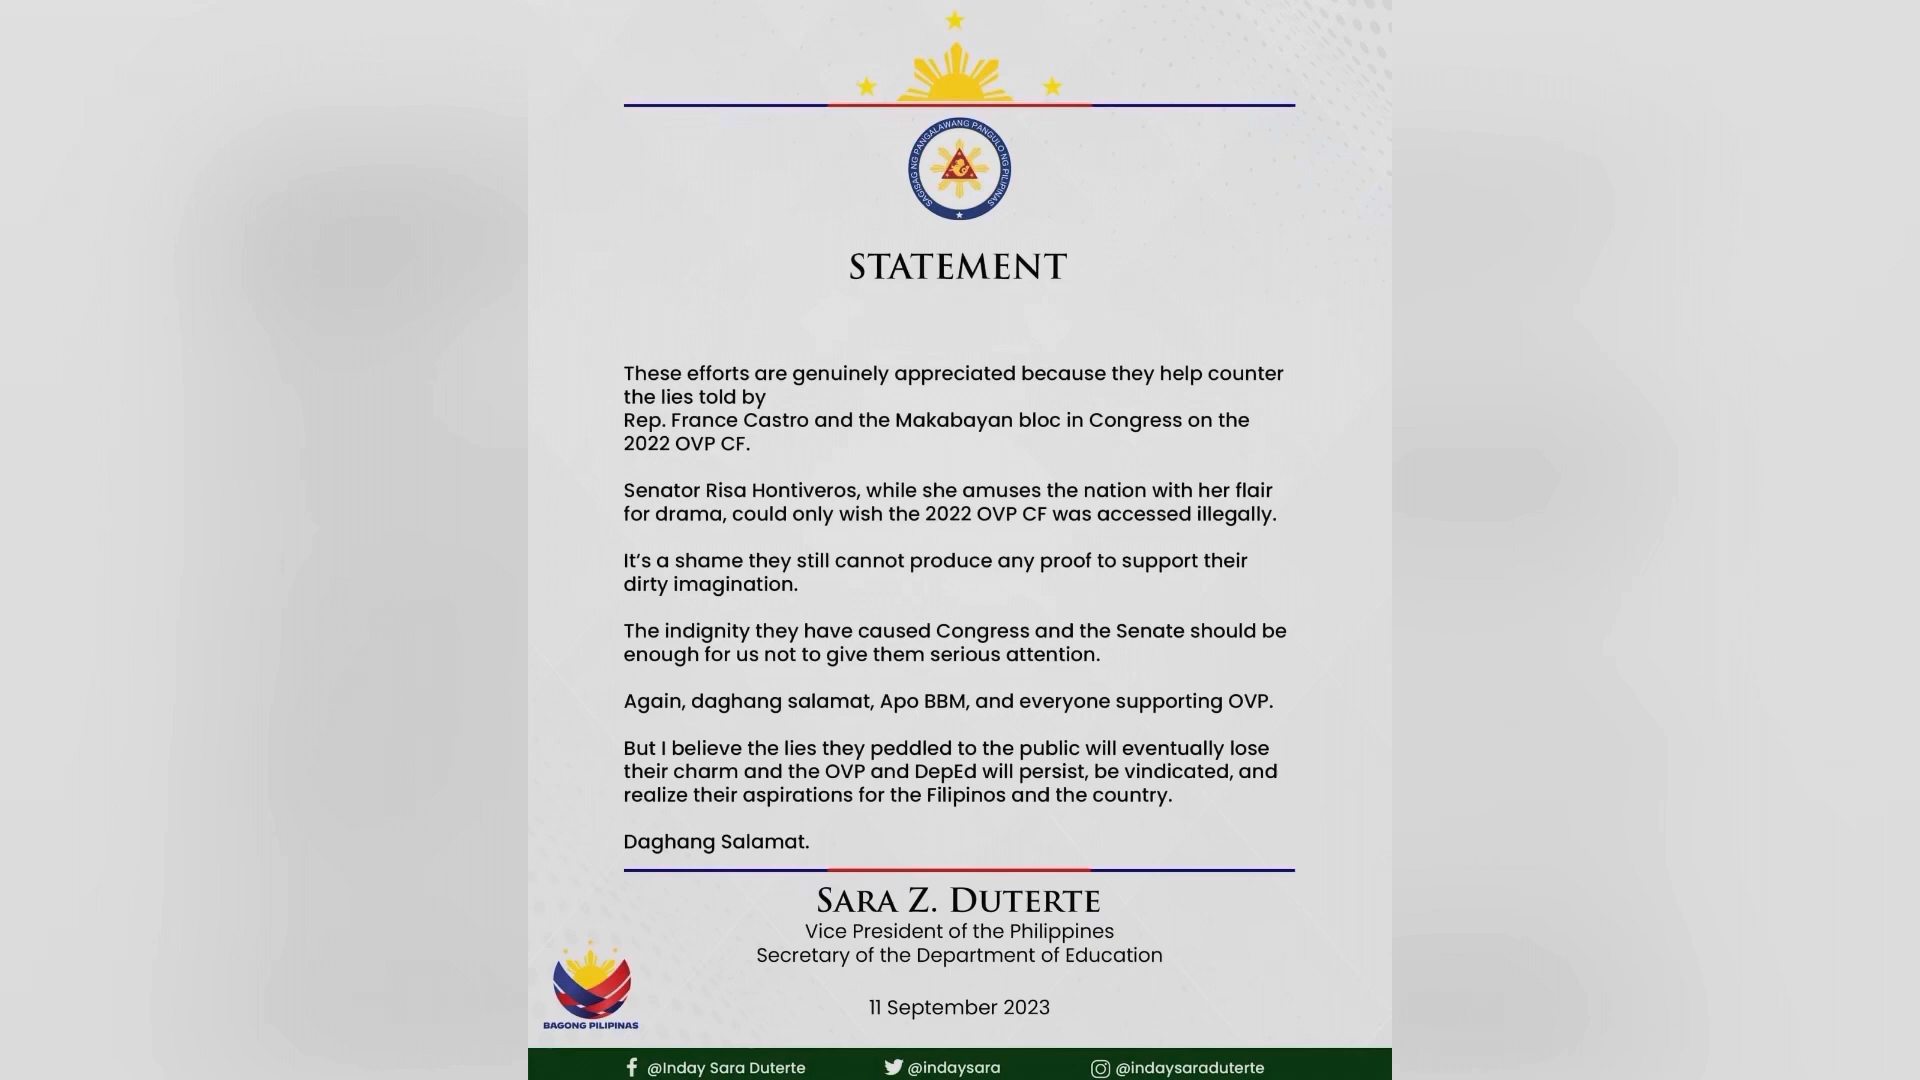 SAGISAG NG PANGALAWANG PANGULO NG PILIPINAS
STATEMENT
These efforts are genuinely appreciated because they help counter
the lies told by
Rep. France Castro and the Makabayan bloc in Congress on the
2022 OVP CF.
Senator Risa Hontiveros, while she amuses the nation with her flair
for drama, could only wish the 2022 OVP CF was accessed illegally.
It's a shame they still cannot produce any proof to support their
dirty imagination.
The indignity they have caused Congress and the Senate should be
enough for us not to give them serious attention.
Again, daghang salamat, Apo BBM, and everyone supporting OVP.
But I believe the lies they peddled to the public will eventually lose
their charm and the OVP and DepEd will persist, be vindicated, and
realize their aspirations for the Filipinos and the country.
Daghang Salamat.
SARA Z. DUTERTE
Vice President of the Philippines
Secretary of the Department of Education
11 September 2023
BAGONG PILIPINAS
@Inday Sara Duterte
@indaysara
@indaysaraduterte